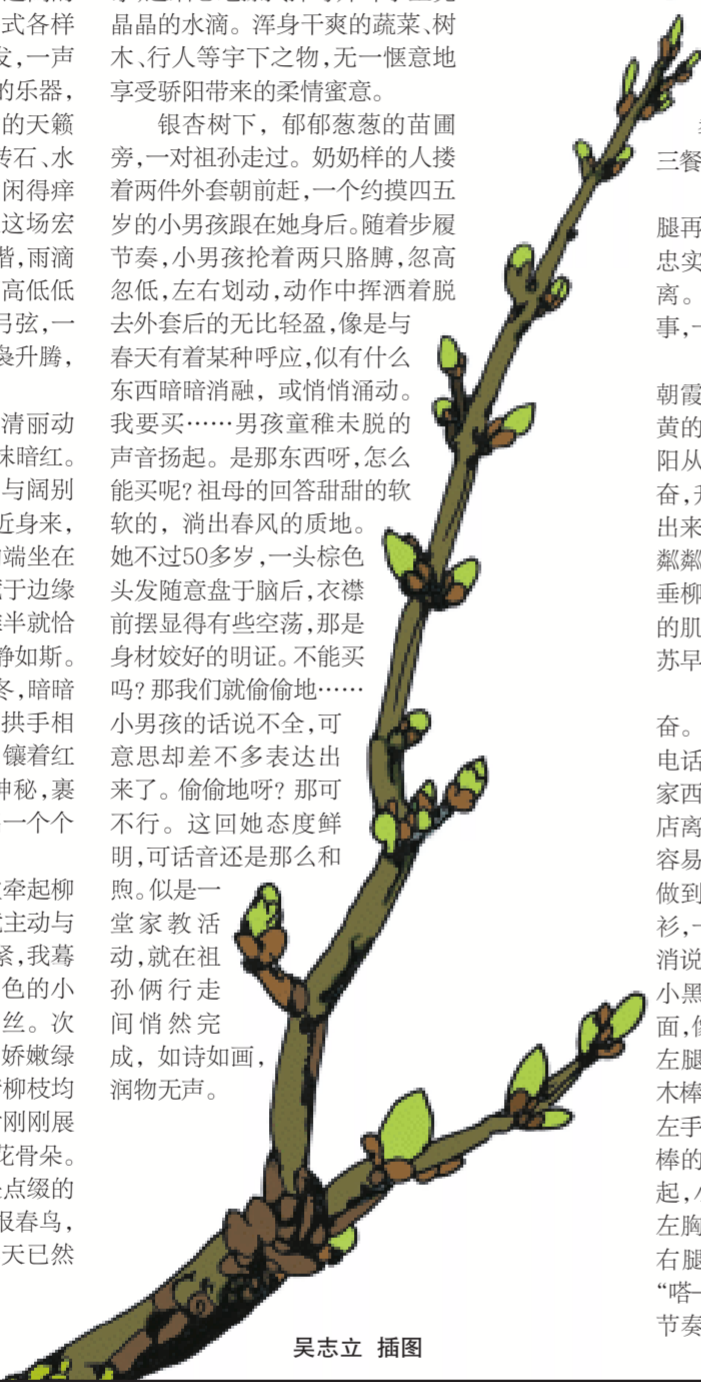 式各样
发,一声
的乐器,
的天籁
砖石、水
闲得痒
这场宏
谐,雨滴
高低低
弓弦,一
袅升腾,
清丽动
抹暗红。
与阔别
近身来,
端坐在
于边缘
半就恰
静如斯。
冬,暗暗
拱手相
镶着红
神秘,裹
一个个
牵起柳
主动与
紧,我蓦
色的小
丝。次
娇嫩绿
柳枝均
刚刚展
花骨朵。
点缀的
报春鸟,
天已然
晶晶的水滴。浑身干爽的蔬菜、树
木、行人等宇下之物,无一惬意地
享受骄阳带来的柔情蜜意。
银杏树下，郁郁葱葱的苗圃
旁,一对祖孙走过。奶奶样的人搂
着两件外套朝前赶,一个约摸四五
岁的小男孩跟在她身后。随着步履
节奏,小男孩抡着两只胳膊,忽高
忽低,左右划动,动作中挥洒着脱
去外套后的无比轻盈,像是与
春天有着某种呼应,似有什么
东西暗暗消融，或悄悄涌动。
我要买……男孩童稚未脱的
声音扬起。是那东西呀,怎么
能买呢?祖母的回答甜甜的软
软的，淌出春风的质地。
她不过50多岁,一头棕色
头发随意盘于脑后,衣襟
前摆显得有些空荡,那是
身材姣好的明证。不能买
吗?那我们就偷偷地……
小男孩的话说不全,可
意思却差不多表达出
来了。偷偷地呀?那可
不行。这回她态度鲜
明,可话音还是那么和
煦。似是一
堂家教活
动,就在祖
孙俩行走
间悄然完
成，如诗如画,
润物无声。
吴志立 插图
三餐
腿再
忠实
离。
事,一
朝霞
黄的
阳从
奋,升
出来
粼粼
垂柳
的肌
苏早
奋。
电话
家西
店离
容易
做到
衫,一
消说
小黑
面,像
左腿
木棒
左手
棒的
起,小
左胸
右腿
“嗒一
节奏